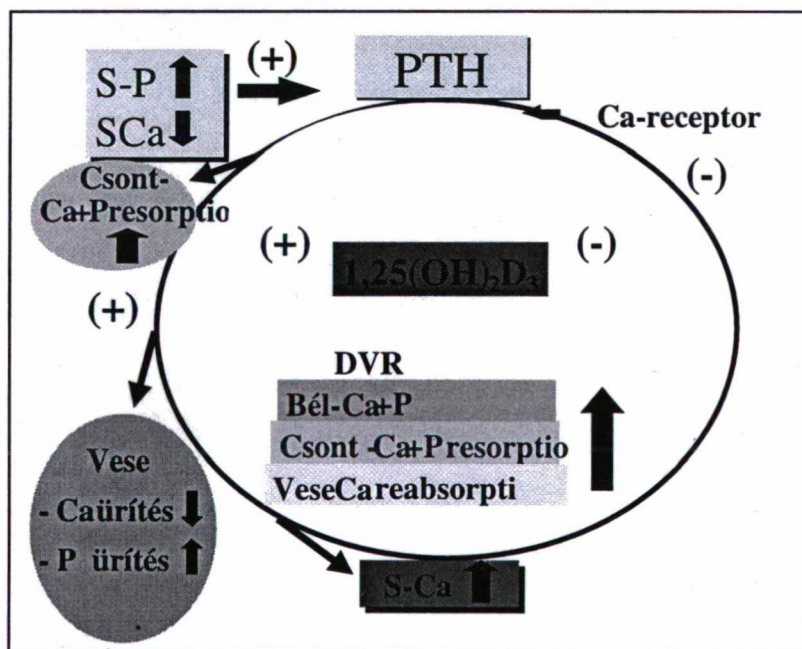 S-P
SCa
(+)
PTH
Ca-receptor
(-)
Csont-
Ca+Presorptio
(+)
(-)
1,25(OH)₂D₃
(+)
DVR
Bél-Ca+P
Csont -Ca+Presorptio
VeseCareabsorpti
Vese
- Caürítés
- P ürítés
S-Ca